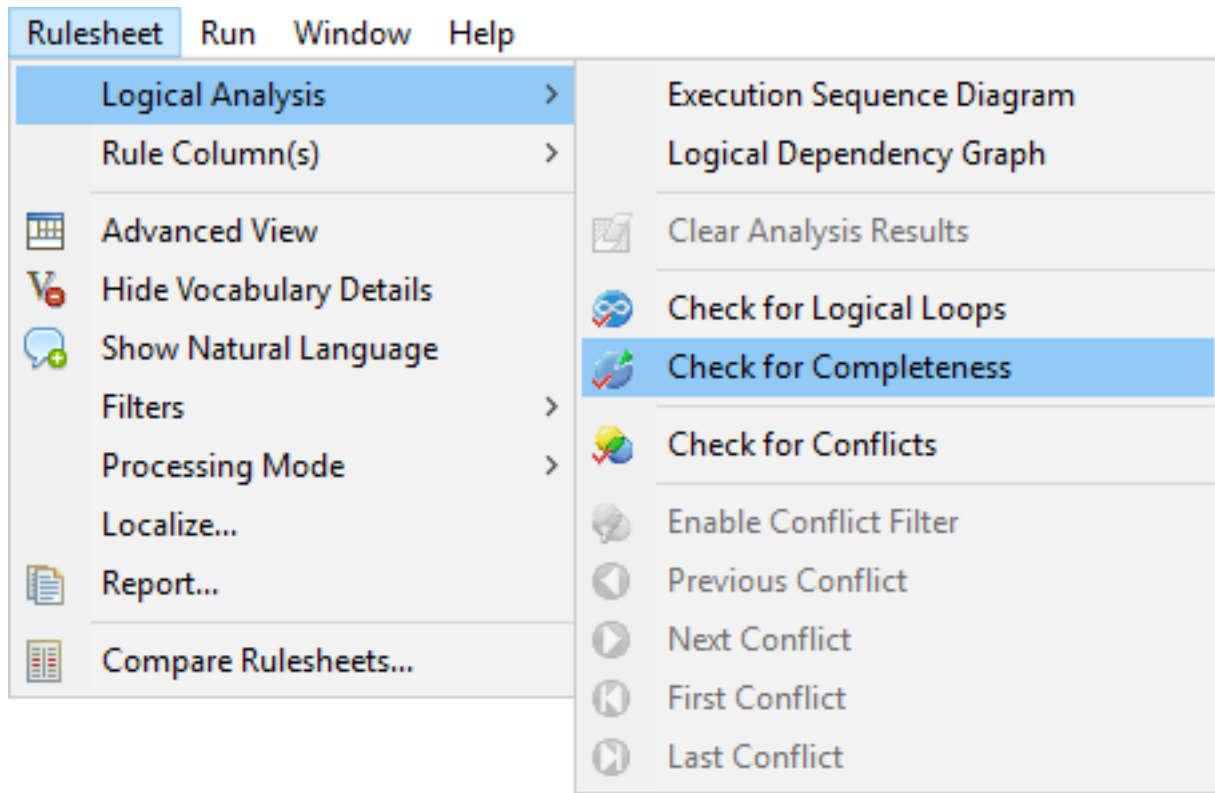 Rulesheet Run Window Help
Logical Analysis
Rule Column(s)
Advanced View
Hide Vocabulary Details
Show Natural Language
Filters
Processing Mode
Localize...
Report...
Compare Rulesheets...
Execution Sequence Diagram
Logical Dependency Graph
Clear Analysis Results
Check for Logical Loops
Check for Completeness
Check for Conflicts
Enable Conflict Filter
Previous Conflict
Next Conflict
First Conflict
Last Conflict